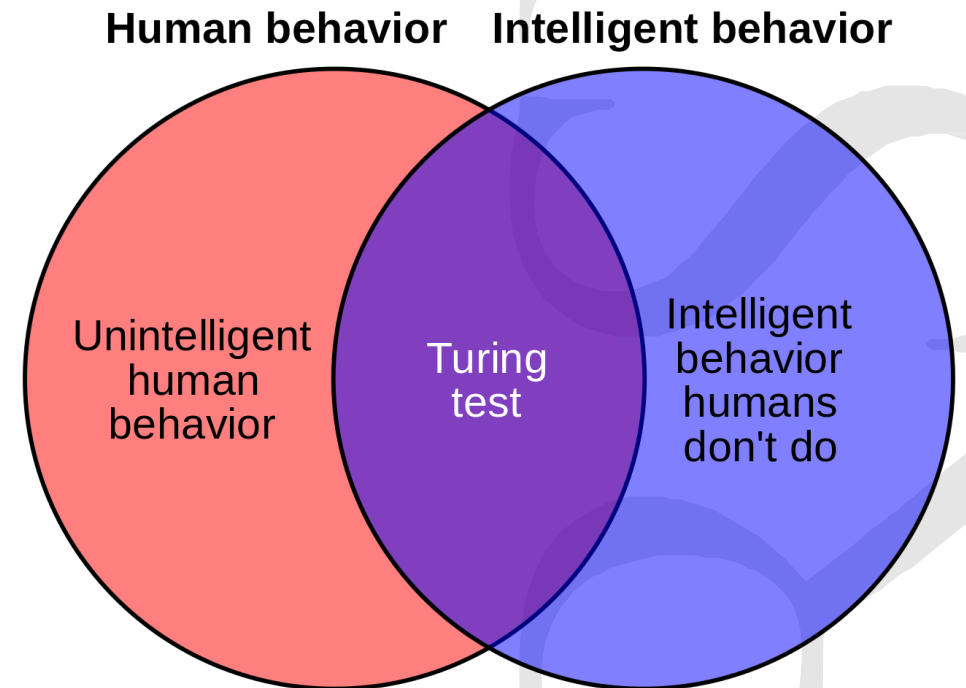 Human behavior
Intelligent behavior
Unintelligent
human
behavior
Turing
test
Intelligent
behavior
humans
don't do